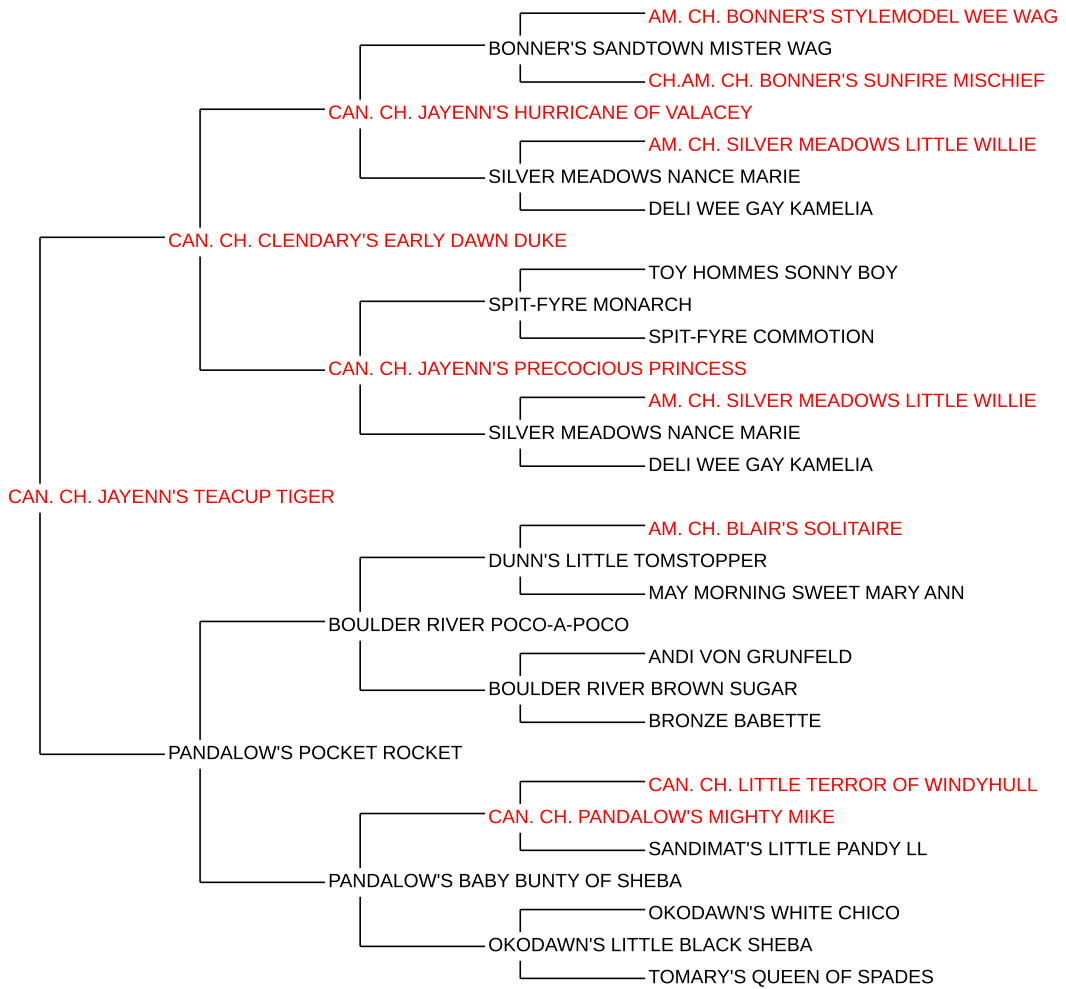 AM. CH. BONNER'S STYLEMODEL WEE WAG
BONNER'S SANDTOWN MISTER WAG
CH.AM. CH. BONNER'S SUNFIRE MISCHIEF
CAN. CH. JAYENN'S HURRICANE OF VALACEY
AM. CH. SILVER MEADOWS LITTLE WILLIE
SILVER MEADOWS NANCE MARIE
DELI WEE GAY KAMELIA
CAN. CH. CLENDARY'S EARLY DAWN DUKE
TOY HOMMES SONNY BOY
SPIT-FYRE MONARCH
SPIT-FYRE COMMOTION
CAN. CH. JAYENN'S PRECOCIOUS PRINCESS
AM. CH. SILVER MEADOWS LITTLE WILLIE
SILVER MEADOWS NANCE MARIE
DELI WEE GAY KAMELIA
CAN. CH. JAYENN'S TEACUP TIGER
AM. CH. BLAIR'S SOLITAIRE
DUNN'S LITTLE TOMSTOPPER
MAY MORNING SWEET MARY ANN
BOULDER RIVER POCO-A-POCO
ANDI VON GRUNFELD
BOULDER RIVER BROWN SUGAR
BRONZE BABETTE
PANDALOW'S POCKET ROCKET
CAN. CH. LITTLE TERROR OF WINDYHULL
CAN. CH. PANDALOW'S MIGHTY MIKE
SANDIMAT'S LITTLE PANDY LL
PANDALOW'S BABY BUNTY OF SHEBA
OKODAWN'S WHITE CHICO
OKODAWN'S LITTLE BLACK SHEBA
TOMARY'S QUEEN OF SPADES